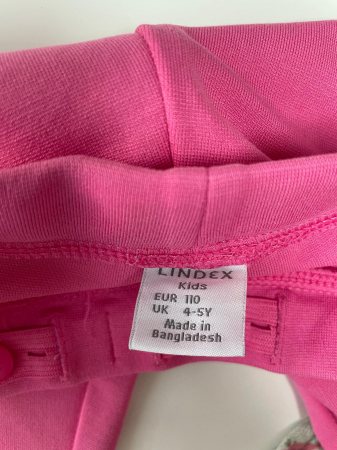 LINDEX
Kids
EUR 110
UK 4-5Y
Made in
Bangladesh